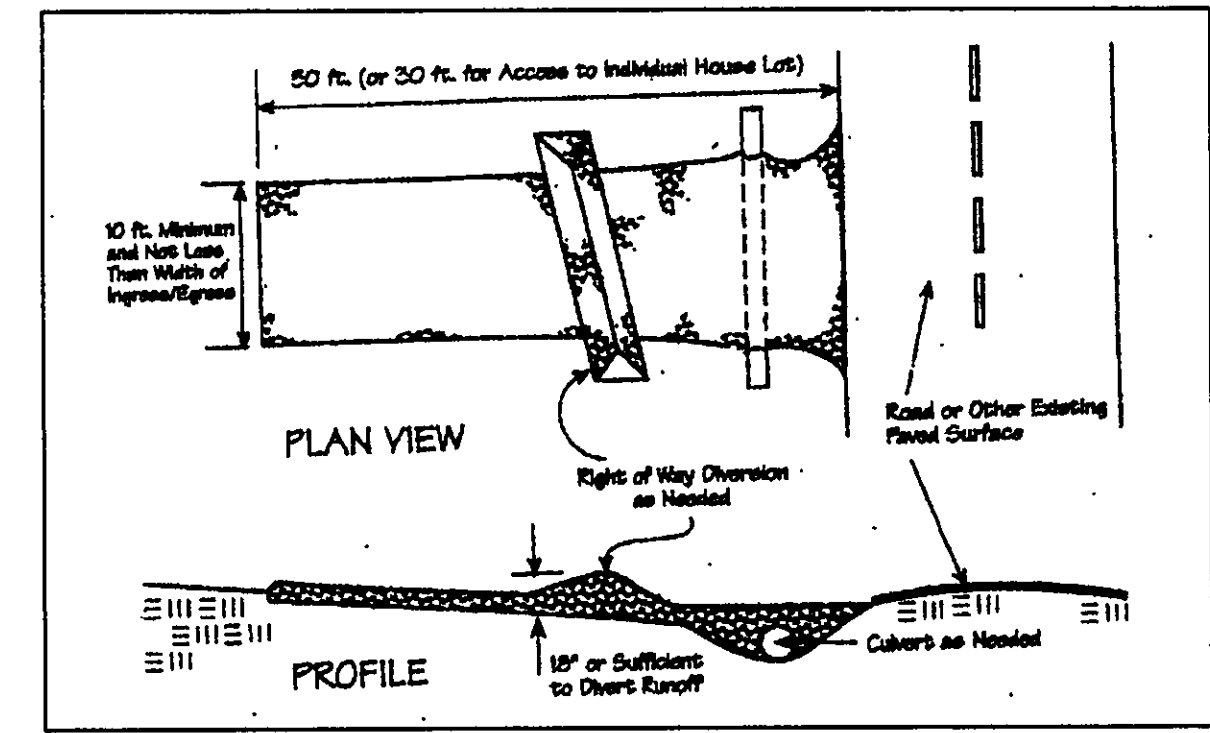 50 ft. (or 30 ft. for Access to Individual House Lot)
10 ft. Minimum
and Not Less
Than Width of
Ingress/Egress
PLAN VIEW
Right of Way Diversion
as Needed
Road or Other Existing
Paved Surface
Culvert as Needed
18" or Sufficient
to Divert Runoff
PROFILE